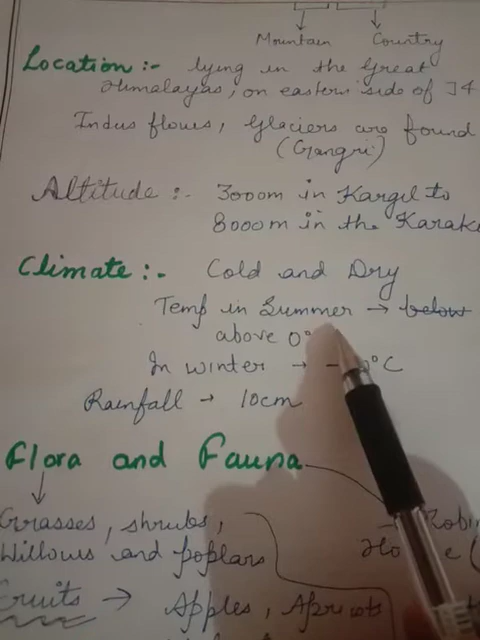 Mountain Country
Location :- lying in the Great
Himalayas, on eastern side of J4
Indus flows, Glaciers are found
(Gangri)
Altitude :- 3000m in Kargil to
8000m in the Karak
Climate :- Cold and Dry
Temp in Summer → below
above 0°
In winter → - 0°C
Rainfall → 10cm
Flora and Fauna
Grasses, shrubs,
Willows and poplars
Robi
Fruits → Apples, Apricots